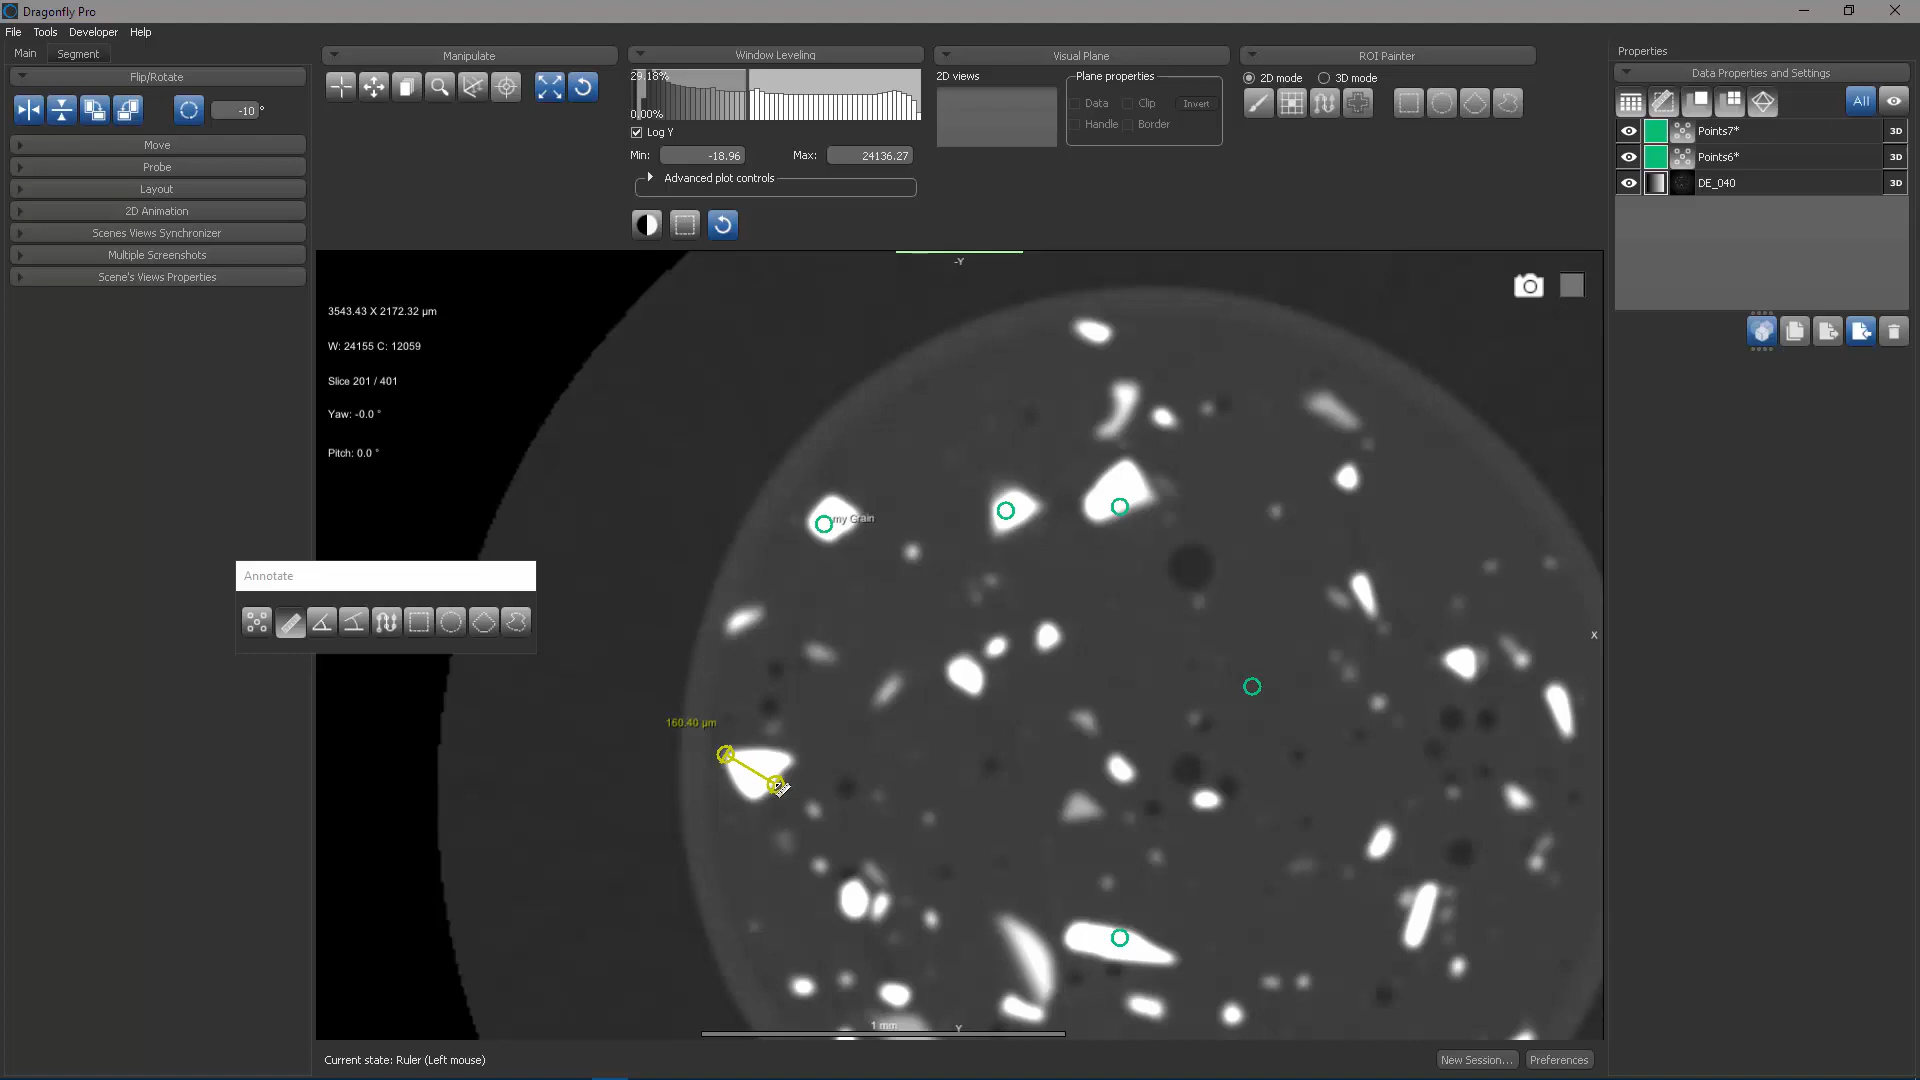 Dragonfly Pro
File Tools Developer Help
Main Segment
Flip/Rotate
-10 °
Move
Probe
Layout
2D Animation
Scenes Views Synchronizer
Multiple Screenshots
Scene's Views Properties
Manipulate
Window Leveling
29.18%
0.00%
Log Y
Min: -18.96 Max: 24136.27
Advanced plot controls
Visual Plane
2D views
Plane properties
Data Clip Invert
Handle Border
ROI Painter
2D mode 3D mode
Properties
Data Properties and Settings
All
Points7* 3D
Points6* 3D
DE_040 3D
-Y
3543.43 X 2172.32 µm
W: 24155 C: 12059
Slice 201 / 401
Yaw: -0.0 °
Pitch: 0.0 °
my Grain
Annotate
X
160.40 µm
1 mm
Y
Current state: Ruler (Left mouse)
New Session... Preferences